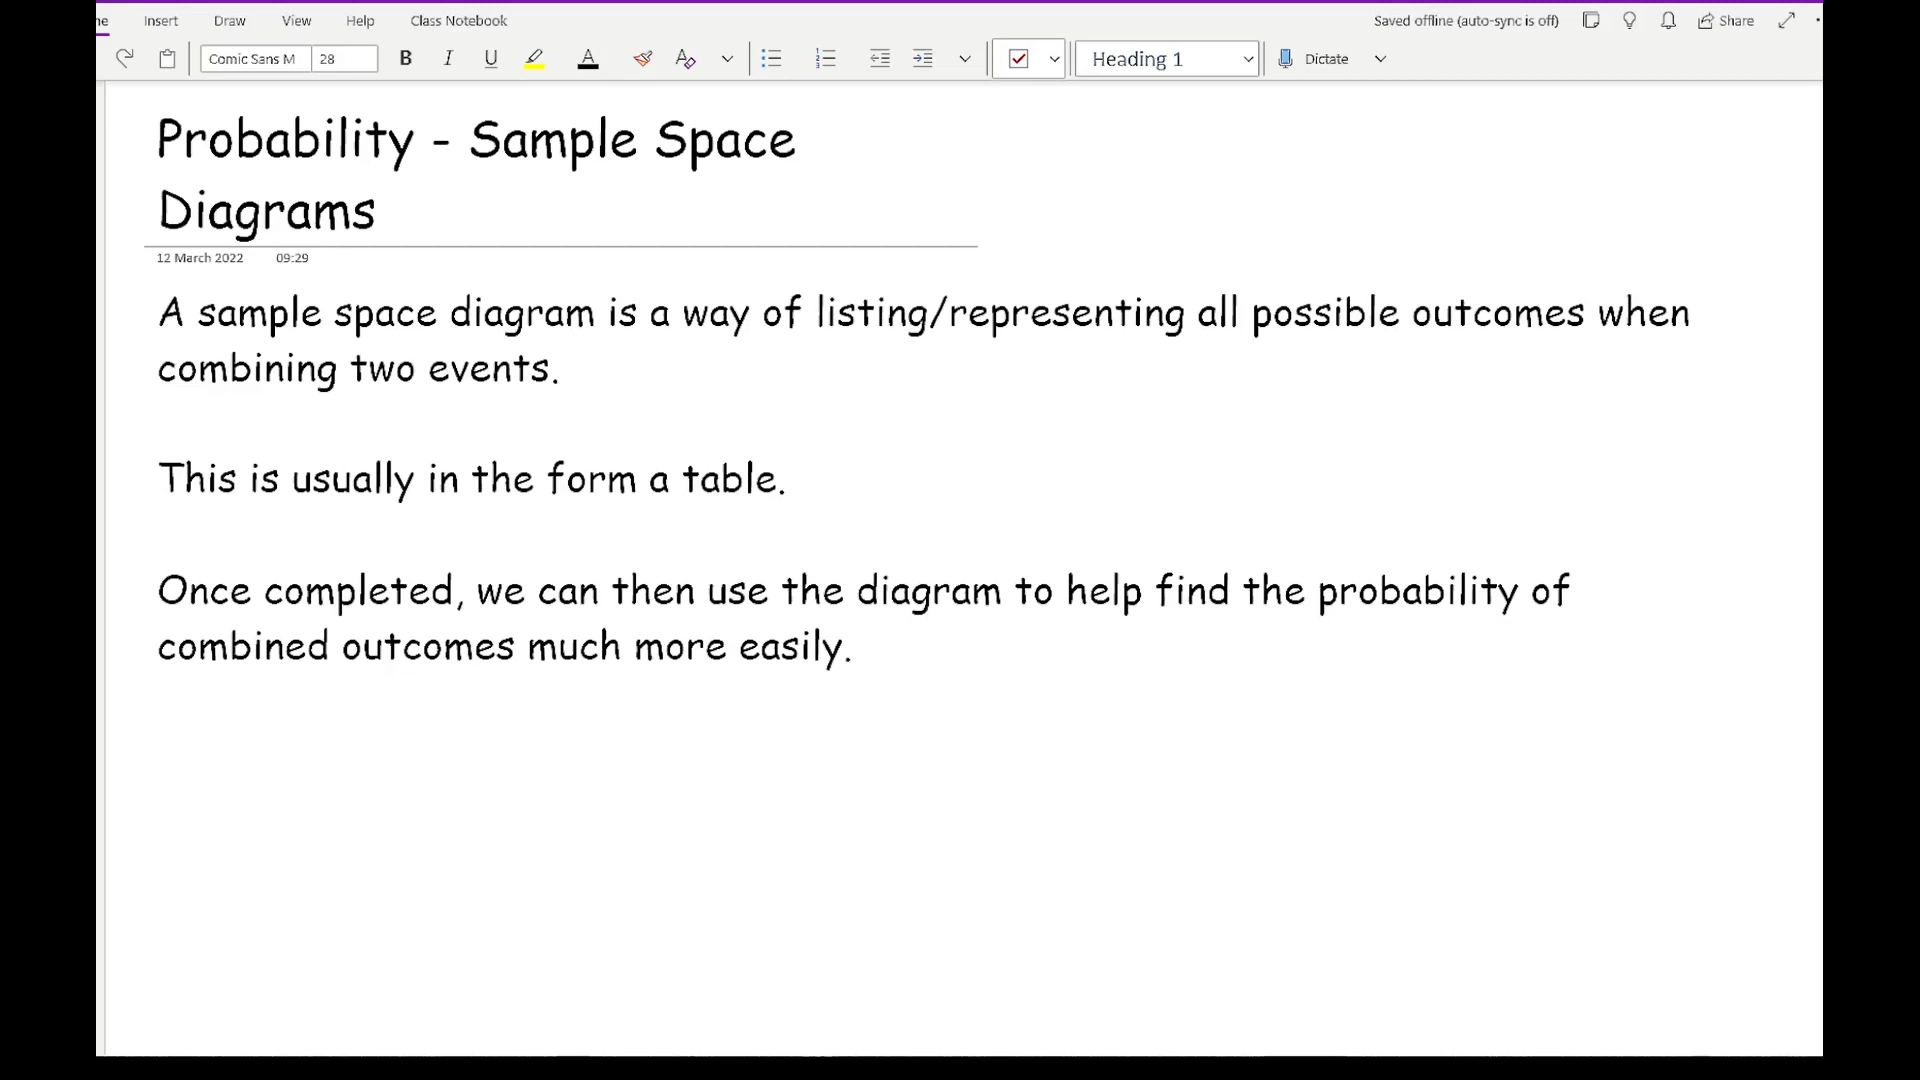 Insert Draw View Help Class Notebook Saved offline (auto-sync is off) Share
Comic Sans M 28 B I U A Heading 1 Dictate
Probability - Sample Space
Diagrams
12 March 2022 09:29
A sample space diagram is a way of listing/representing all possible outcomes when
combining two events.
This is usually in the form a table.
Once completed, we can then use the diagram to help find the probability of
combined outcomes much more easily.